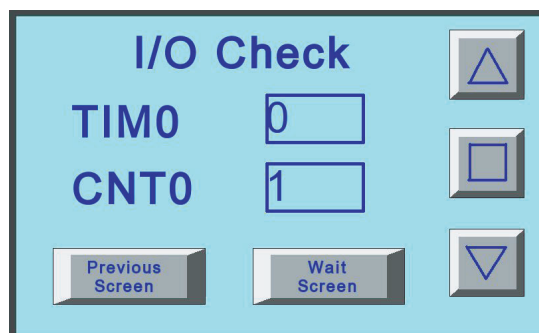 I/O Check
TIM0
0
CNT0
1
Previous
Screen
Wait
Screen